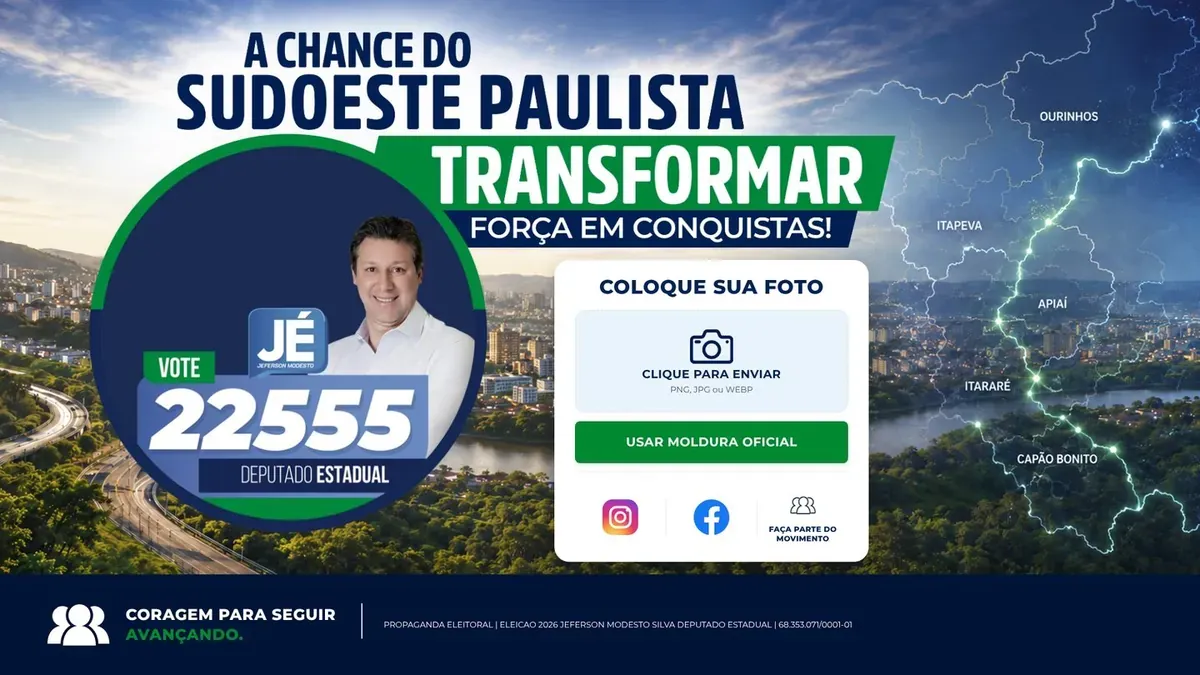 A CHANCE DO
SUDOESTE PAULISTA
TRANSFORMAR
FORÇA EM CONQUISTAS!
VOTE
JÉ
JEFERSON MODESTO
22555
DEPUTADO ESTADUAL
COLOQUE SUA FOTO
CLIQUE PARA ENVIAR
PNG, JPG ou WEBP
USAR MOLDURA OFICIAL
FAÇA PARTE DO
MOVIMENTO
OURINHOS
ITAPEVA
APIAÍ
ITARARÉ
CAPÃO BONITO
CORAGEM PARA SEGUIR
AVANÇANDO.
PROPAGANDA ELEITORAL | ELEICAO 2026 JEFERSON MODESTO SILVA DEPUTADO ESTADUAL | 68.353.071/0001-01